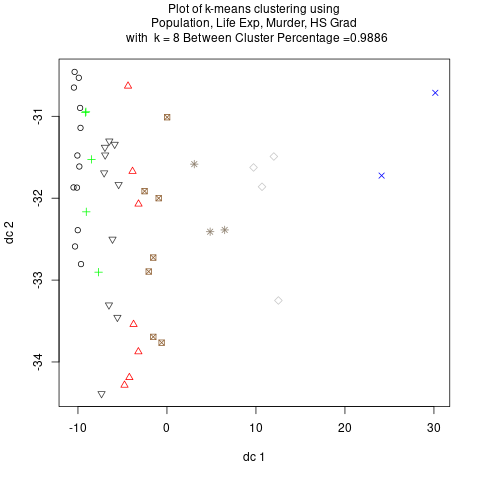 Plot of k-means clustering using
Population, Life Exp, Murder, HS Grad
with k = 8 Between Cluster Percentage =0.9886
-31
-32
-33
-34
dc 2
-10 0 10 20 30
dc 1